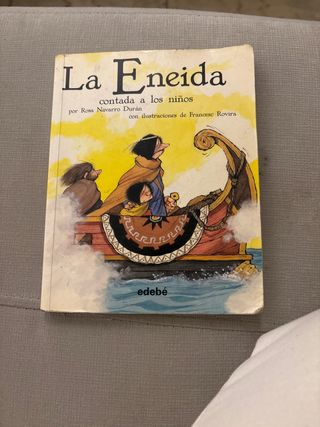 La Eneida
contada a los niños
por Rosa Navarro Durán
con ilustraciones de Francesc Rovira
edebé